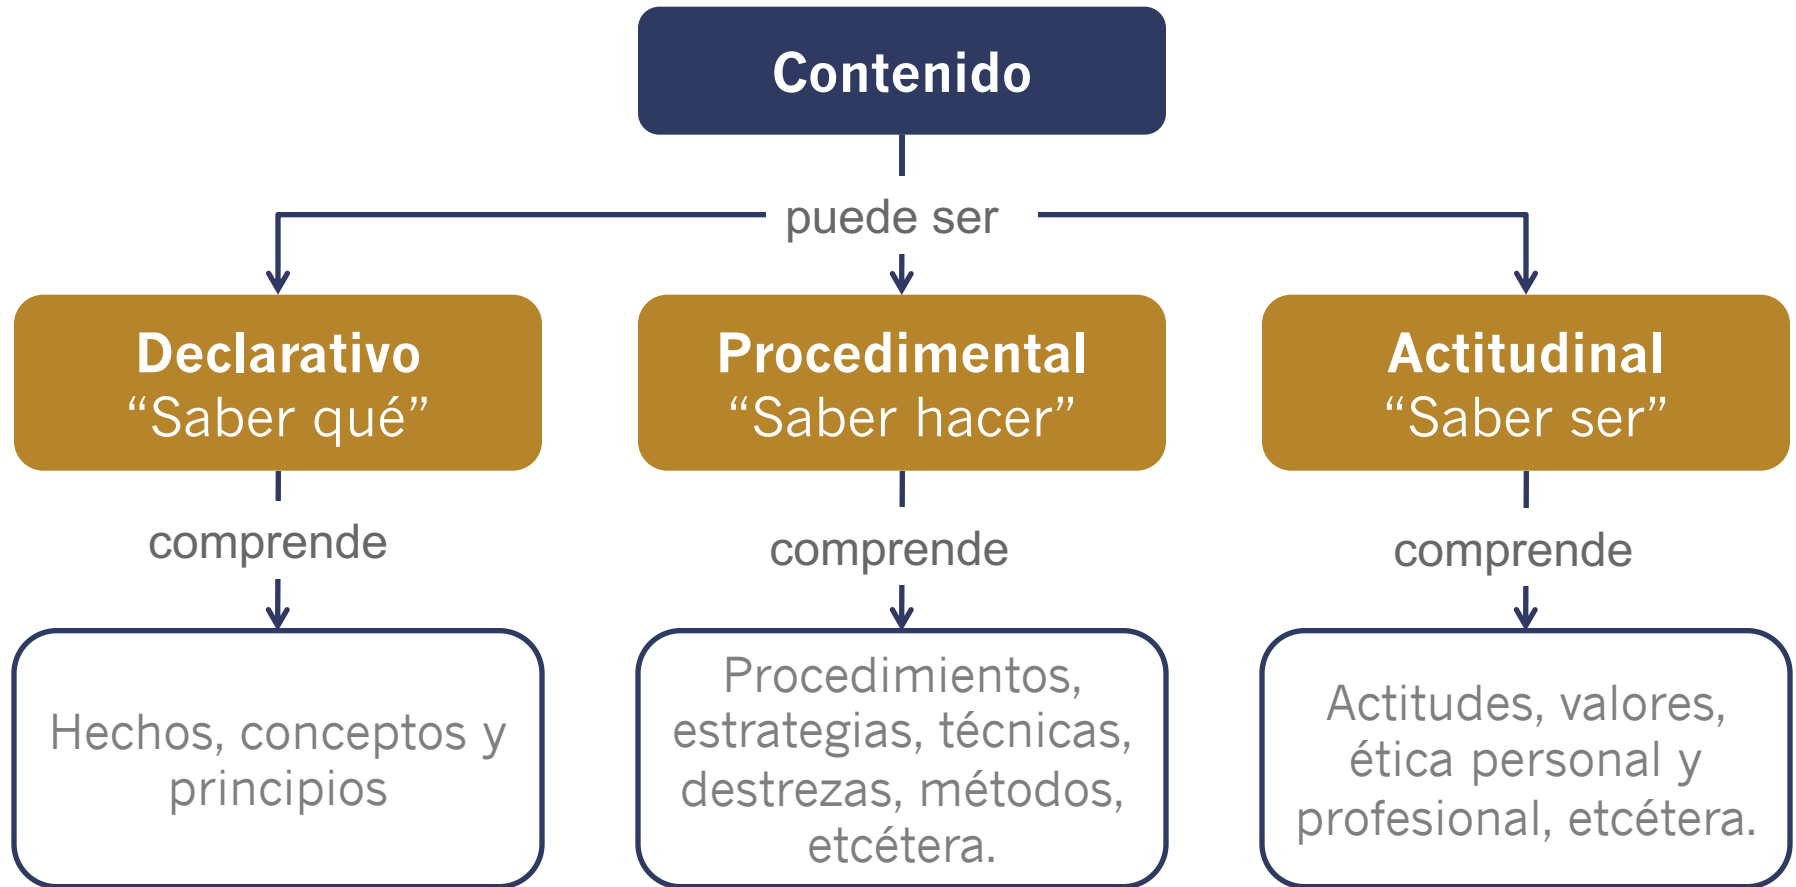 Contenido
puede ser
Declarativo
“Saber qué”
Procedimental
“Saber hacer”
Actitudinal
“Saber ser”
comprende
comprende
comprende
Hechos, conceptos y
principios
Procedimientos,
estrategias, técnicas,
destrezas, métodos,
etcétera.
Actitudes, valores,
ética personal y
profesional, etcétera.